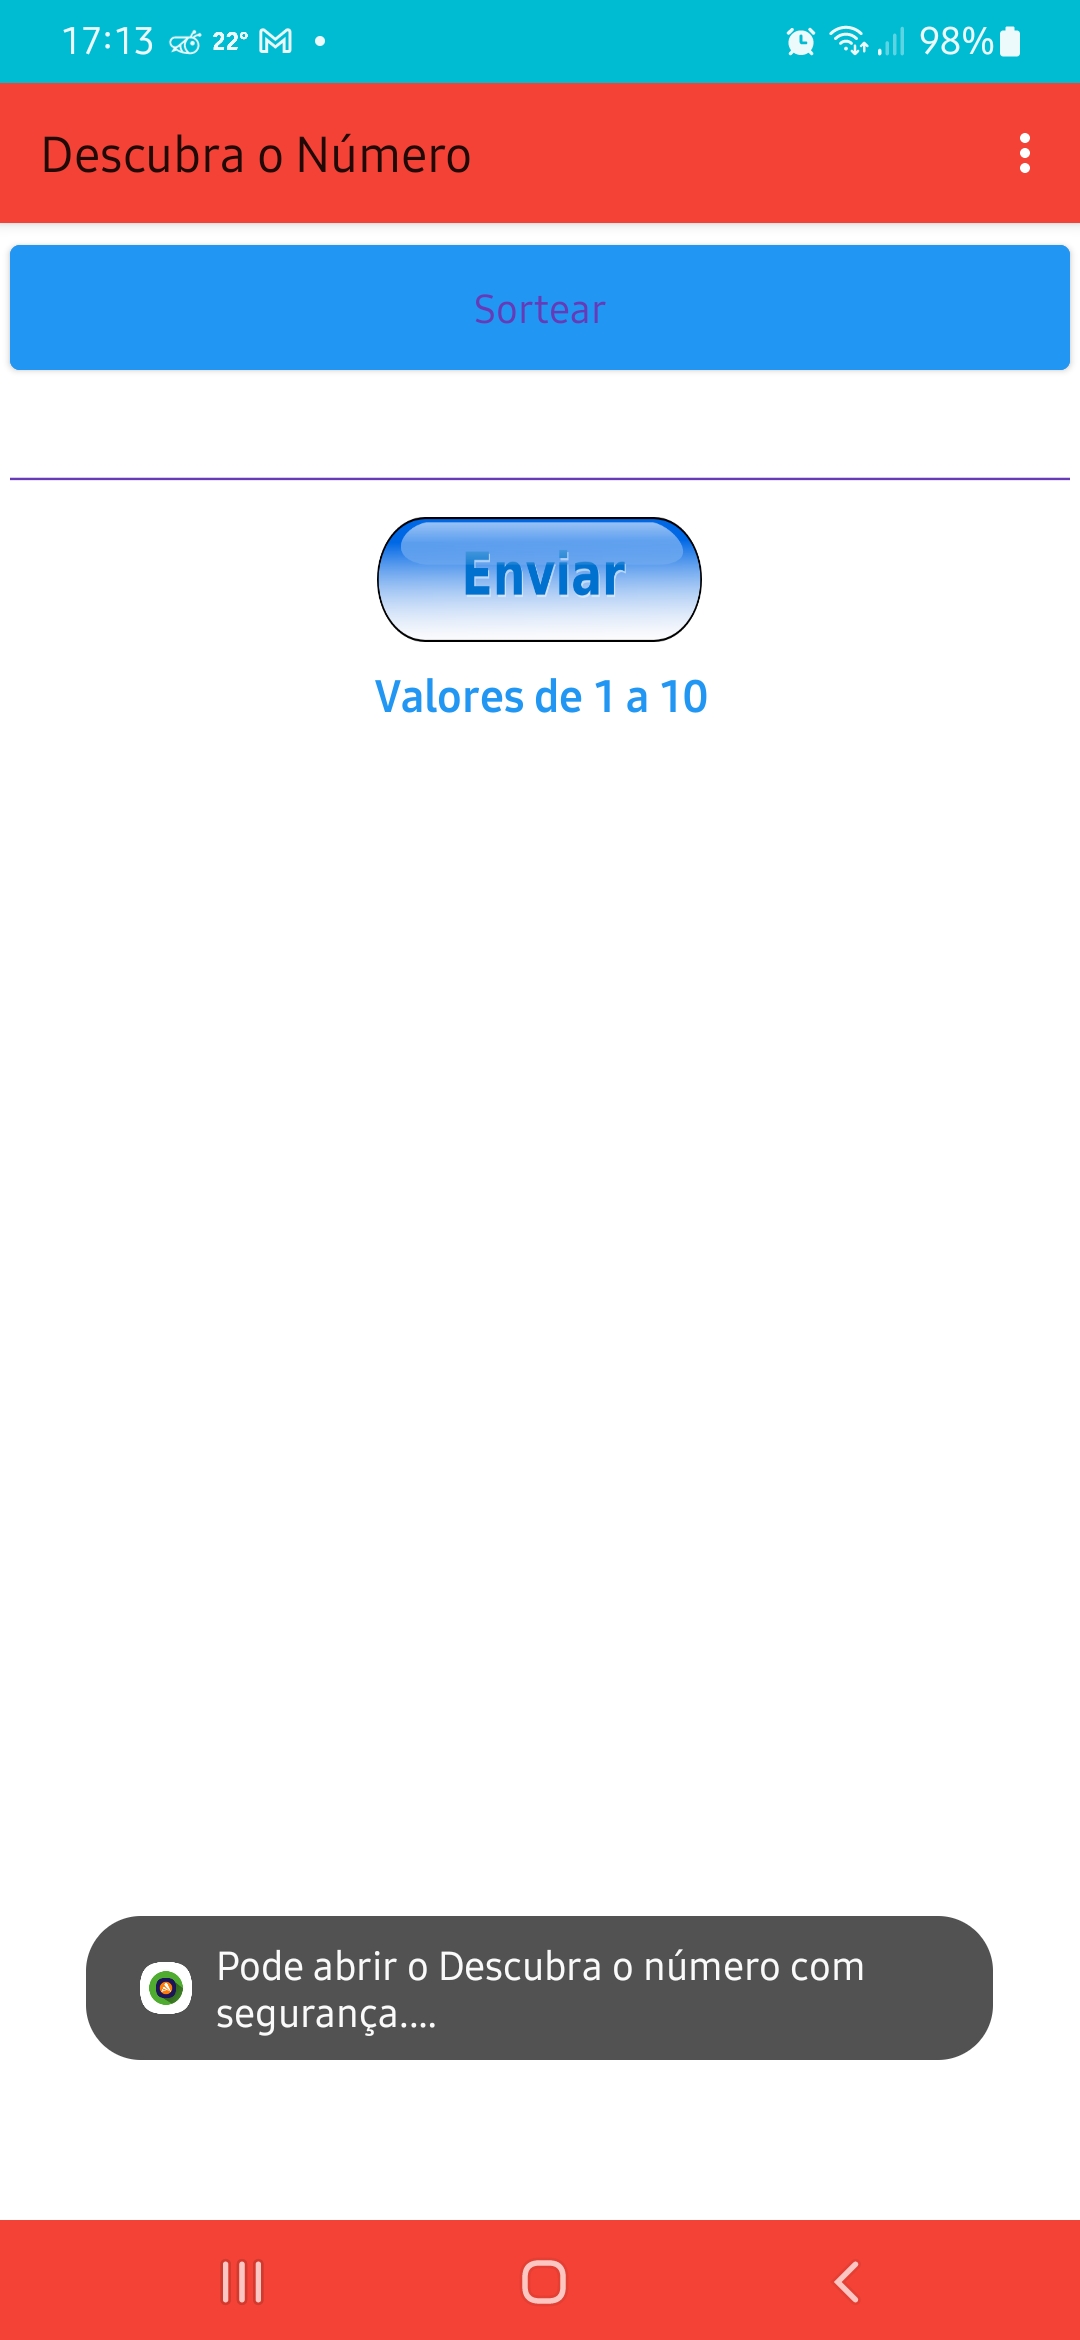 17:13 22° 98%
Descubra o Número
Sortear
Enviar
Valores de 1 a 10
Pode abrir o Descubra o número com
segurança....